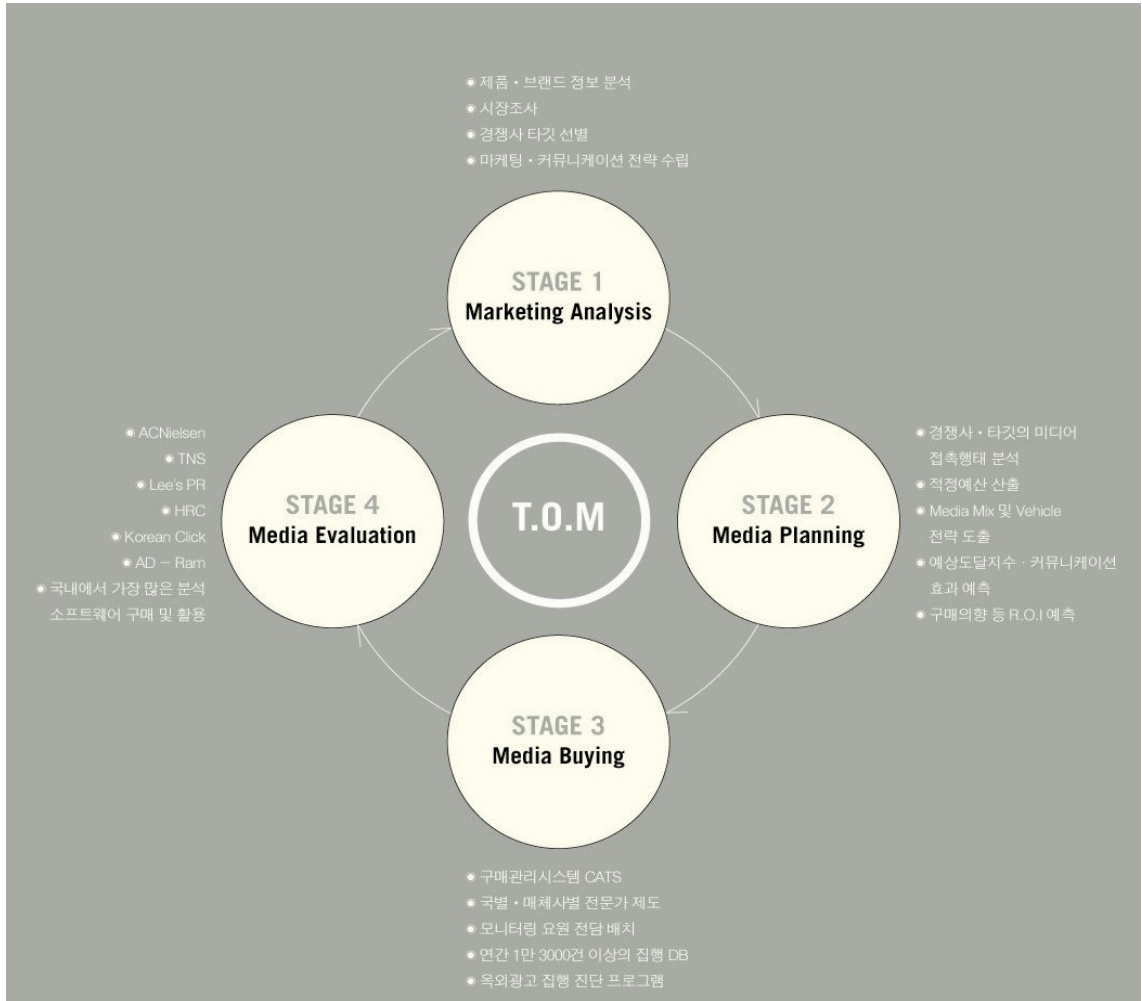 ● 제품・브랜드 정보 분석
● 시장조사
● 경쟁사 타깃 선별
● 마케팅・커뮤니케이션 전략 수립
STAGE 1
Marketing Analysis
● 경쟁사・타깃의 미디어
접촉행태 분석
● 적정예산 산출
● Media Mix 및 Vehicle
전략 도출
● 예상도달지수 · 커뮤니케이션
효과 예측
● 구매의향 등 R.O.I 예측
STAGE 2
Media Planning
T.O.M
STAGE 3
Media Buying
● 구매관리시스템 CATS
● 국별・매체사별 전문가 제도
● 모니터링 요원 전담 배치
● 연간 1만 3000건 이상의 집행 DB
● 옥외광고 집행 진단 프로그램
STAGE 4
Media Evaluation
● ACNielsen
● TNS
● Lee's PR
● HRC
● Korean Click
● AD – Ram
● 국내에서 가장 많은 분석
소프트웨어 구매 및 활용